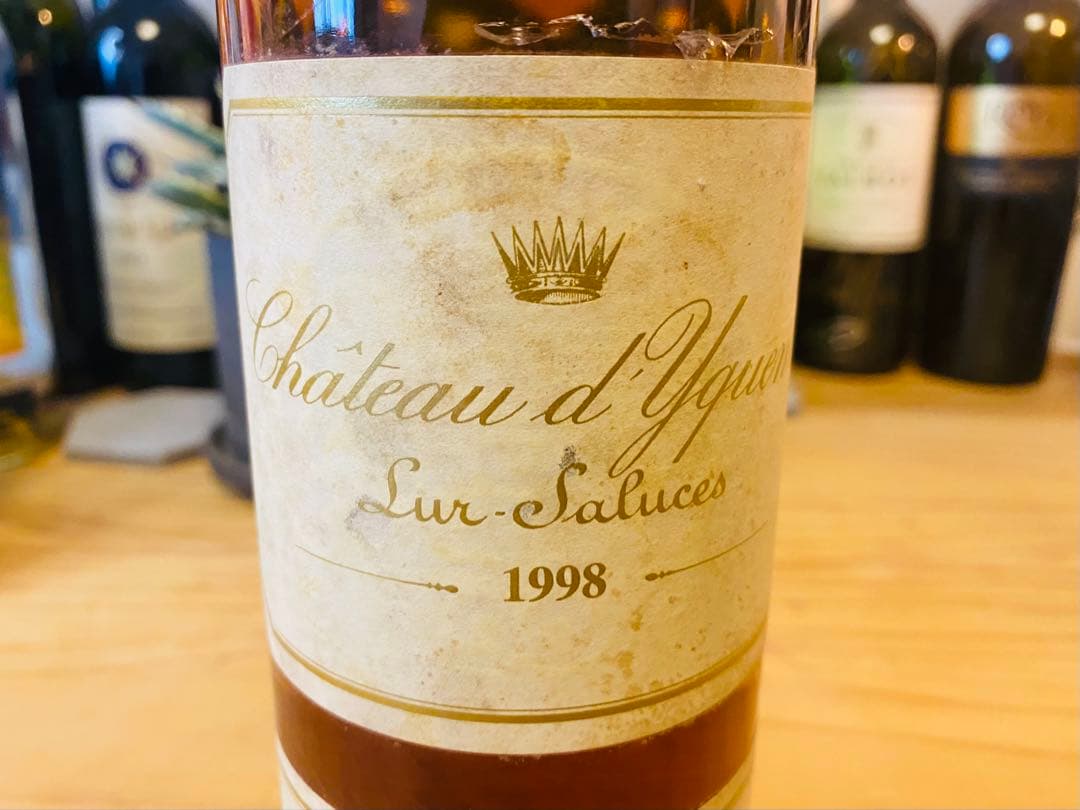 Château d'Yquem
Lur-Saluces
1998